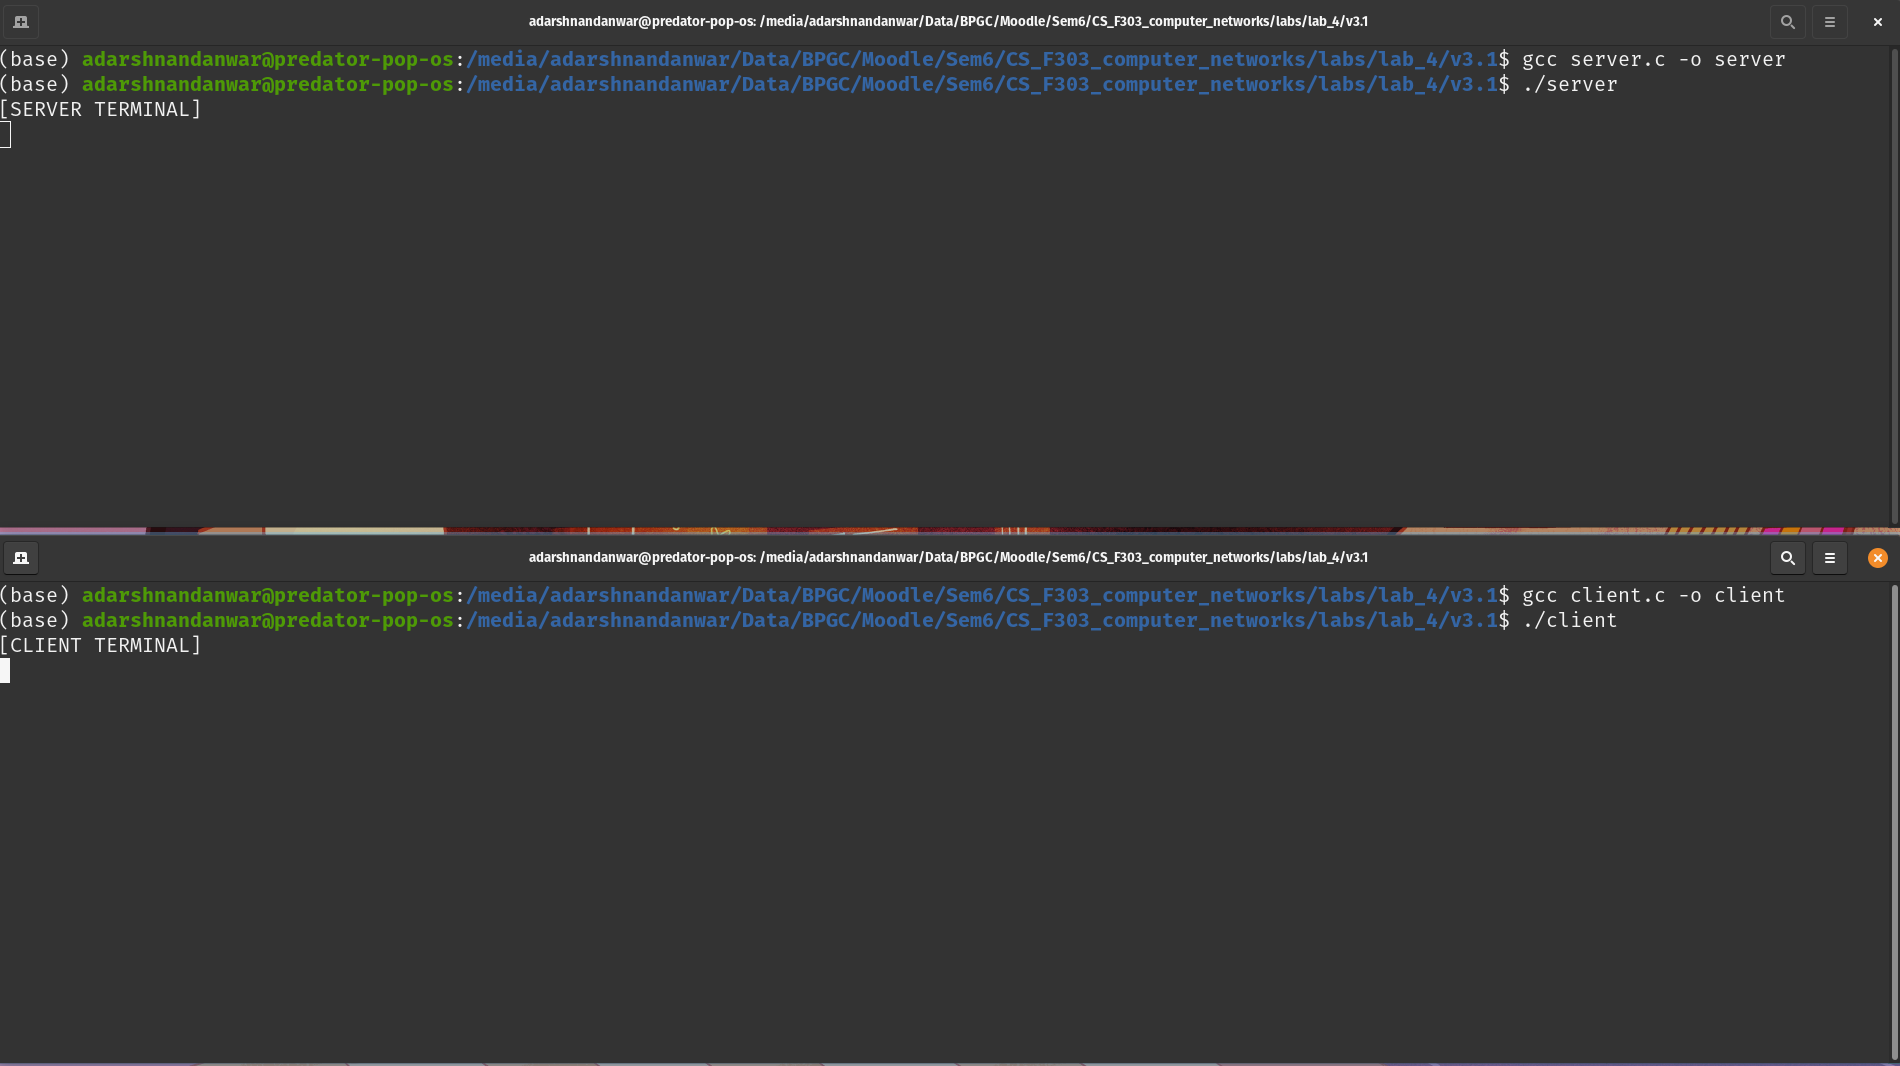 adarshnandanwar@predator-pop-os: /media/adarshnandanwar/Data/BPGC/Moodle/Sem6/CS_F303_computer_networks/labs/lab_4/v3.1
(base) adarshnandanwar@predator-pop-os:/media/adarshnandanwar/Data/BPGC/Moodle/Sem6/CS_F303_computer_networks/labs/lab_4/v3.1$ gcc server.c -o server
(base) adarshnandanwar@predator-pop-os:/media/adarshnandanwar/Data/BPGC/Moodle/Sem6/CS_F303_computer_networks/labs/lab_4/v3.1$ ./server
[SERVER TERMINAL]
adarshnandanwar@predator-pop-os: /media/adarshnandanwar/Data/BPGC/Moodle/Sem6/CS_F303_computer_networks/labs/lab_4/v3.1
(base) adarshnandanwar@predator-pop-os:/media/adarshnandanwar/Data/BPGC/Moodle/Sem6/CS_F303_computer_networks/labs/lab_4/v3.1$ gcc client.c -o client
(base) adarshnandanwar@predator-pop-os:/media/adarshnandanwar/Data/BPGC/Moodle/Sem6/CS_F303_computer_networks/labs/lab_4/v3.1$ ./client
[CLIENT TERMINAL]